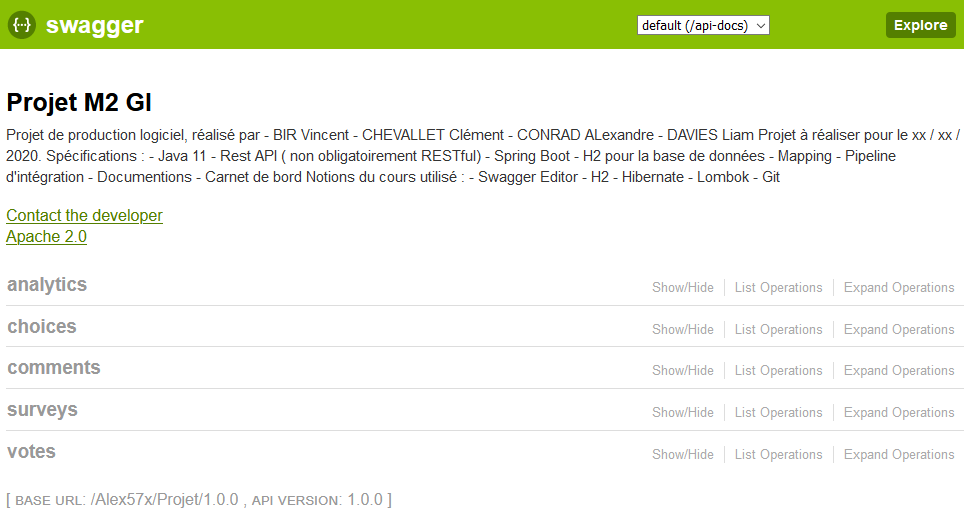 {···} swagger default (/api-docs) Explore
Projet M2 GI
Projet de production logiciel, réalisé par - BIR Vincent - CHEVALLET Clément - CONRAD ALexandre - DAVIES Liam Projet à réaliser pour le xx / xx /
2020. Spécifications : - Java 11 - Rest API ( non obligatoirement RESTful) - Spring Boot - H2 pour la base de données - Mapping - Pipeline
d'intégration - Documentions - Carnet de bord Notions du cours utilisé : - Swagger Editor - H2 - Hibernate - Lombok - Git
Contact the developer
Apache 2.0
analytics Show/Hide List Operations Expand Operations
choices Show/Hide List Operations Expand Operations
comments Show/Hide List Operations Expand Operations
surveys Show/Hide List Operations Expand Operations
votes Show/Hide List Operations Expand Operations
[ BASE URL: /Alex57x/Projet/1.0.0 , API VERSION: 1.0.0 ]